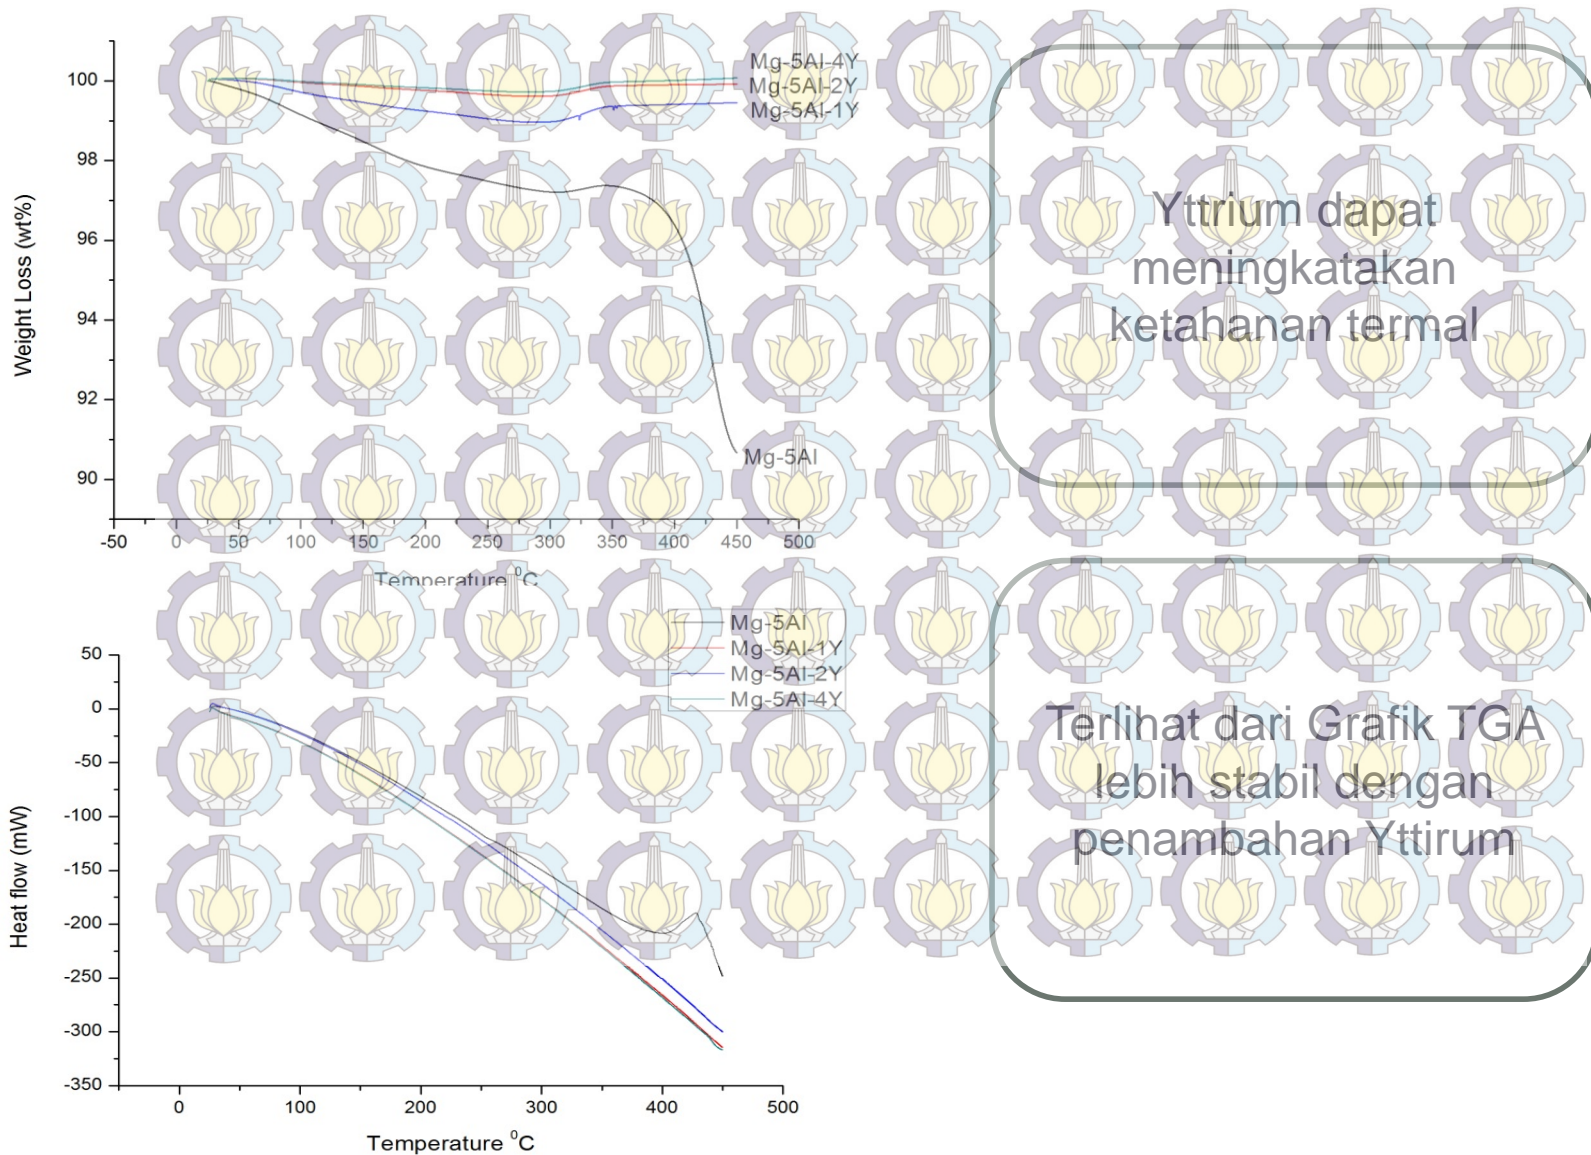 Mg-5Al-4Y
Mg-5Al-2Y
Mg-5Al-1Y
Mg-5Al
100
98
96
94
92
90
Weight Loss (wt%)
-50 0 50 100 150 200 250 300 350 400 450 500
Temperature ⁰C
Yttrium dapat
meningkatakan
ketahanan termal
Mg-5Al
Mg-5Al-1Y
Mg-5Al-2Y
Mg-5Al-4Y
50
0
-50
-100
-150
-200
-250
-300
-350
Heat flow (mW)
0 100 200 300 400 500
Temperature ⁰C
Terlihat dari Grafik TGA
lebih stabil dengan
penambahan Yttirum